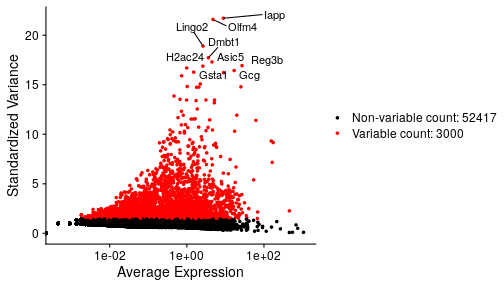 20
15
10
5
0
Standardized Variance
Iapp
Lingo2
Olfm4
Dmbt1
H2ac24
Asic5
Reg3b
Gsta1
Gcg
1e-02
1e+00
1e+02
Average Expression
Non-variable count: 52417
Variable count: 3000